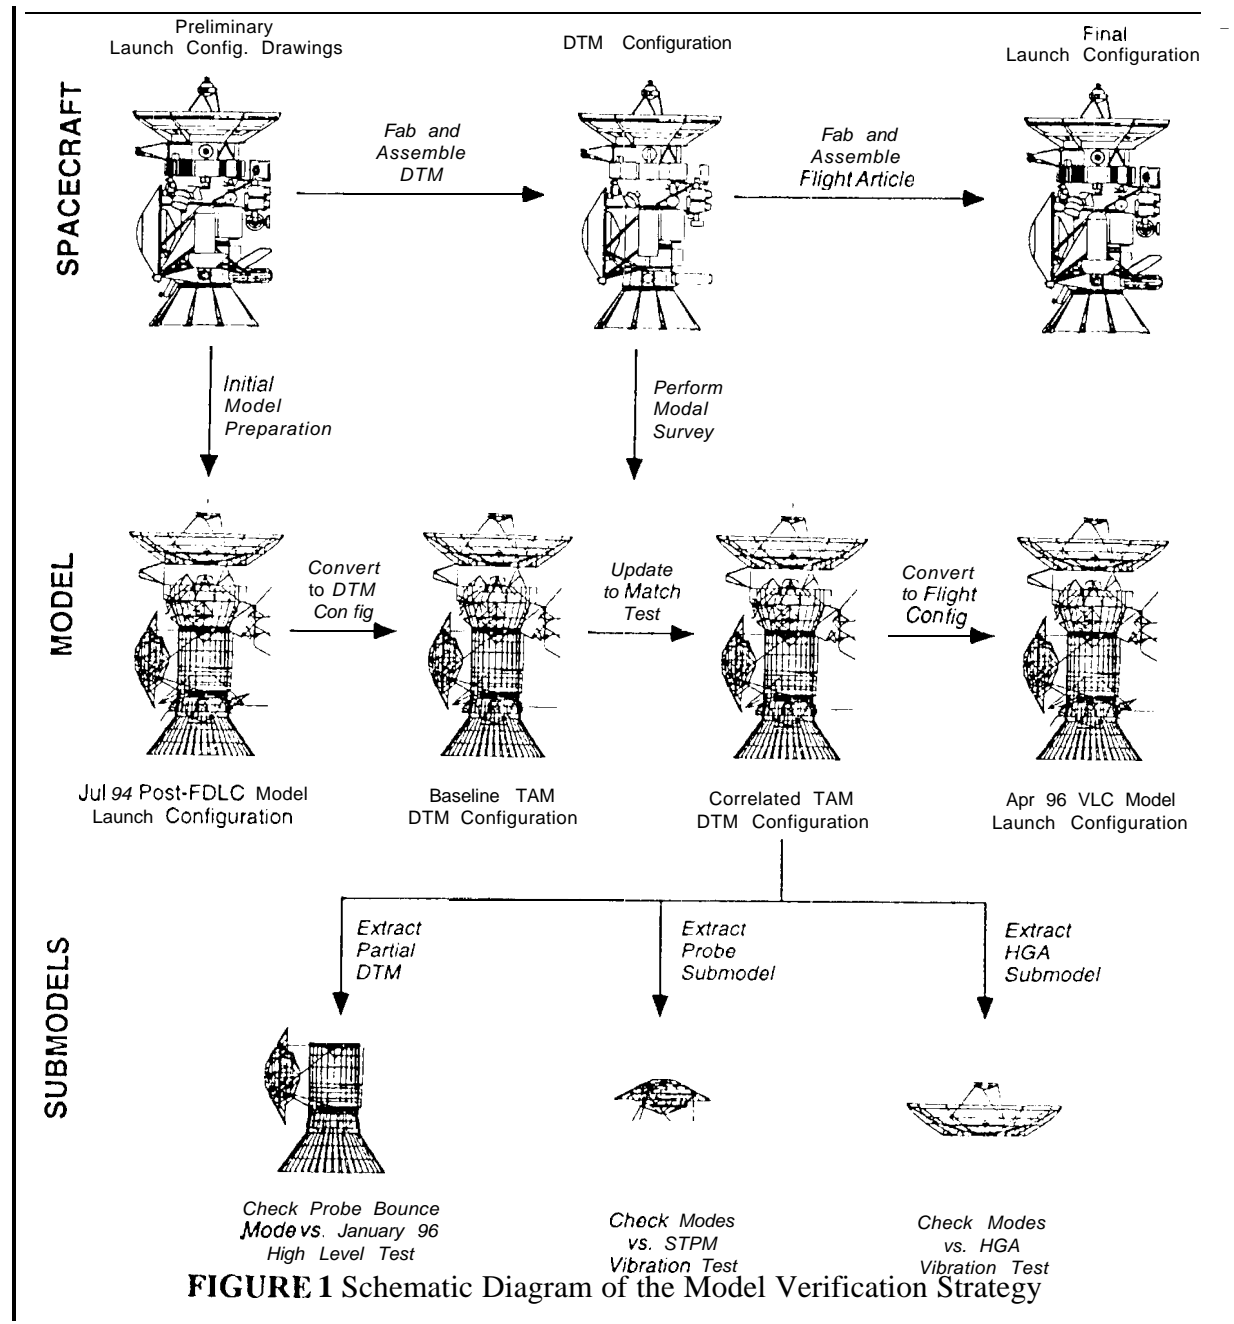 Preliminary
Launch Config. Drawings
DTM Configuration
Final
Launch Configuration
SPACECRAFT
Fab and
Assemble
DTM
Fab and
Assemble
Flight Article
Initial
Model
Preparation
Perform
Modal
Survey
MODEL
Convert
to DTM
Con fig
Update
to Match
Test
Convert
to Flight
Config
Jul 94 Post-FDLC Model
Launch Configuration
Baseline TAM
DTM Configuration
Correlated TAM
DTM Configuration
Apr 96 VLC Model
Launch Configuration
SUBMODELS
Extract
Partial
DTM
Extract
Probe
Submodel
Extract
HGA
Submodel
Check Probe Bounce
Mode vs. January 96
High Level Test
Check Modes
vs. STPM
Vibration Test
Check Modes
vs. HGA
Vibration Test
FIGURE 1 Schematic Diagram of the Model Verification Strategy